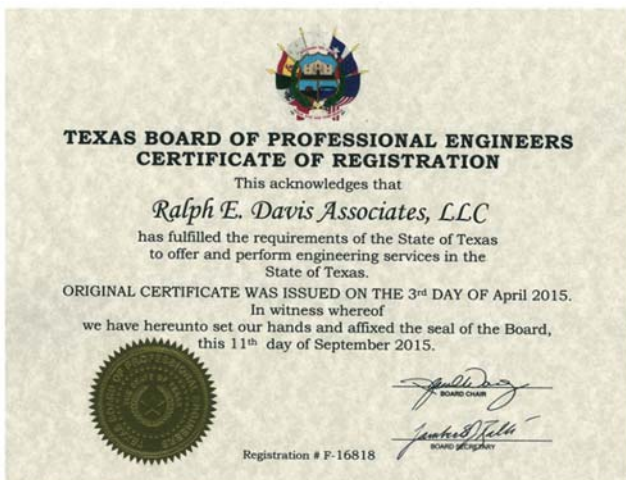 TEXAS BOARD OF PROFESSIONAL ENGINEERS
CERTIFICATE OF REGISTRATION
This acknowledges that
Ralph E. Davis Associates, LLC
has fulfilled the requirements of the State of Texas
to offer and perform engineering services in the
State of Texas.
ORIGINAL CERTIFICATE WAS ISSUED ON THE 3rd DAY OF April 2015.
In witness whereof
we have hereunto set our hands and affixed the seal of the Board,
this 11th day of September 2015.
BOARD CHAIR
BOARD SECRETARY
Registration # F-16818